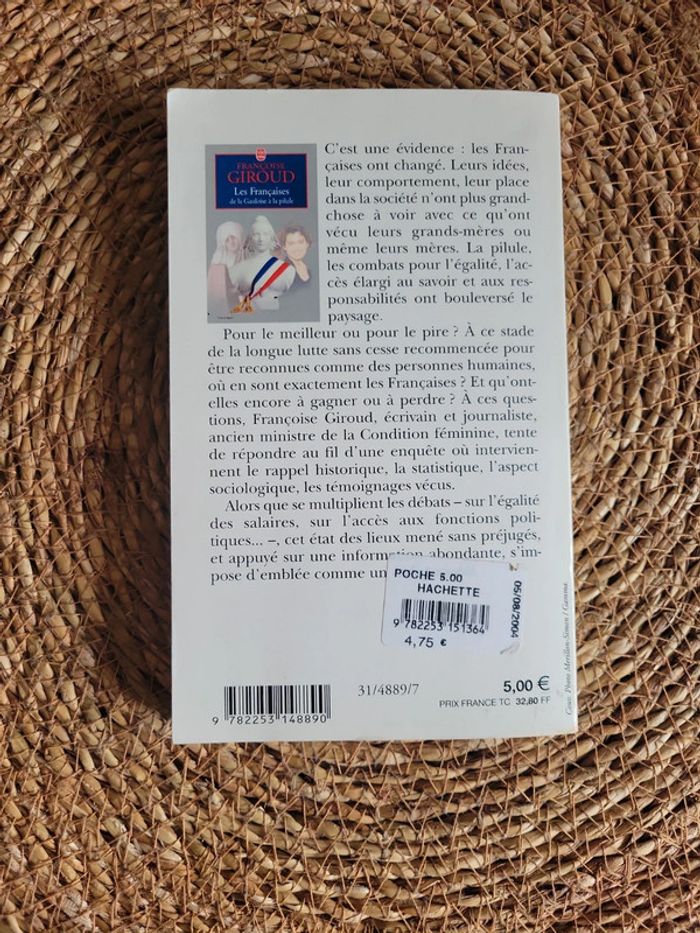 FRANÇOISE
GIROUD
Les Françaises
de la Gauloise à la pilule
C'est une évidence : les Fran-
çaises ont changé. Leurs idées,
leur comportement, leur place
dans la société n'ont plus grand-
chose à voir avec ce qu'ont
vécu leurs grands-mères ou
même leurs mères. La pilule,
les combats pour l'égalité, l'ac-
cès élargi au savoir et aux res-
ponsabilités ont bouleversé le
paysage.
Pour le meilleur ou pour le pire ? À ce stade
de la longue lutte sans cesse recommencée pour
être reconnues comme des personnes humaines,
où en sont exactement les Françaises ? Et qu'ont-
elles encore à gagner ou à perdre ? À ces ques-
tions, Françoise Giroud, écrivain et journaliste,
ancien ministre de la Condition féminine, tente
de répondre au fil d'une enquête où intervien-
nent le rappel historique, la statistique, l'aspect
sociologique, les témoignages vécus.
Alors que se multiplient les débats – sur l'égalité
des salaires, sur l'accès aux fonctions poli-
tiques... –, cet état des lieux mené sans préjugés,
et appuyé sur une information abondante, s'im-
pose d'emblée comme un
POCHE 5.00
HACHETTE
9 782253 151364
4,75 €
05/08/2004
Couv. Photo Merillon-Simon / Gamma.
9 782253 148890
31/4889/7
5,00 €
PRIX FRANCE TC 32,80 FF